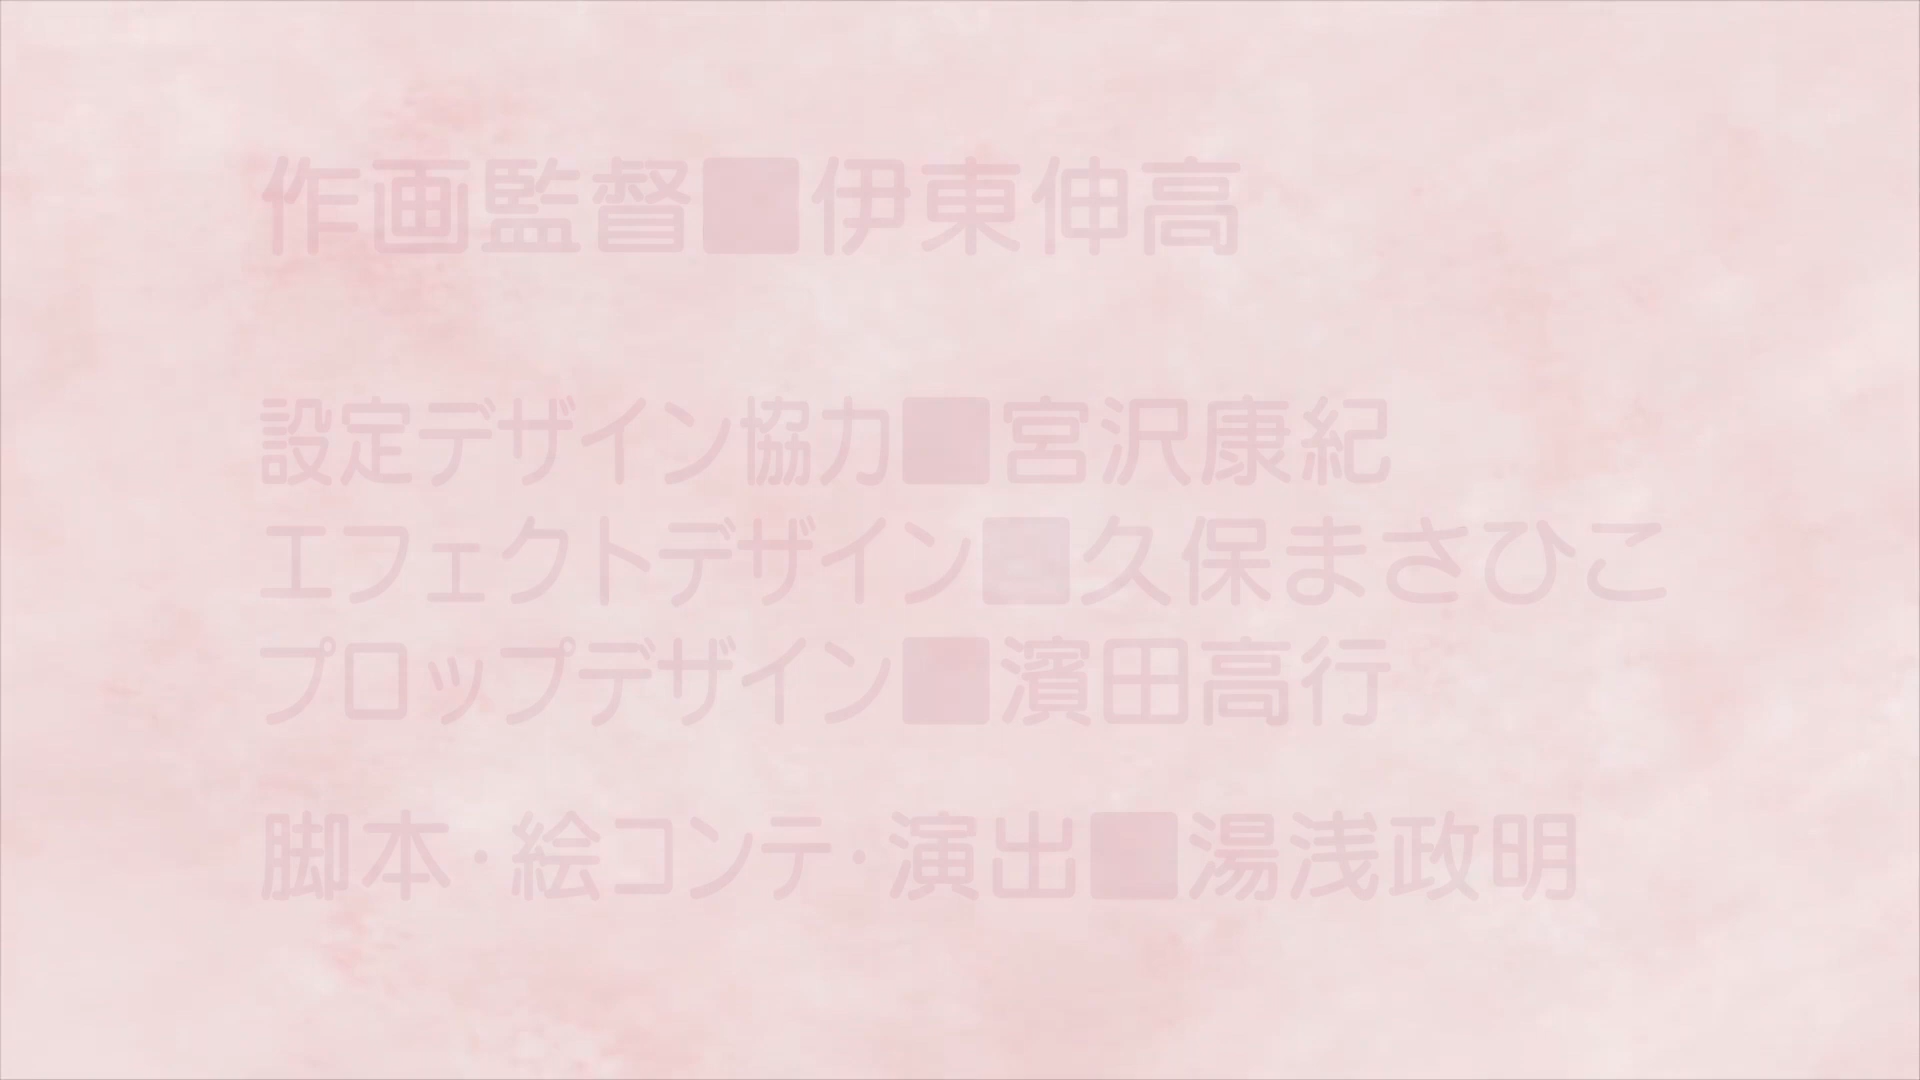 作画監督■伊東伸高
設定デザイン協力■宮沢康紀
エフェクトデザイン■久保まさひこ
プロップデザイン■濱田高行
脚本・絵コンテ・演出■湯浅政明